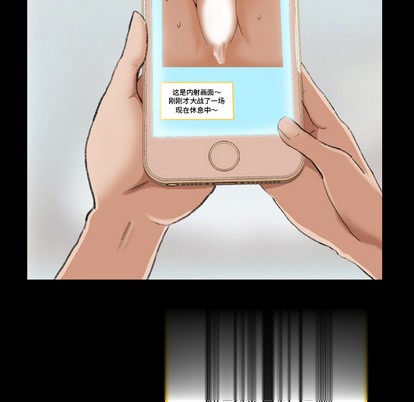 这是内射画面～
刚刚才大战了一场
现在休息中～